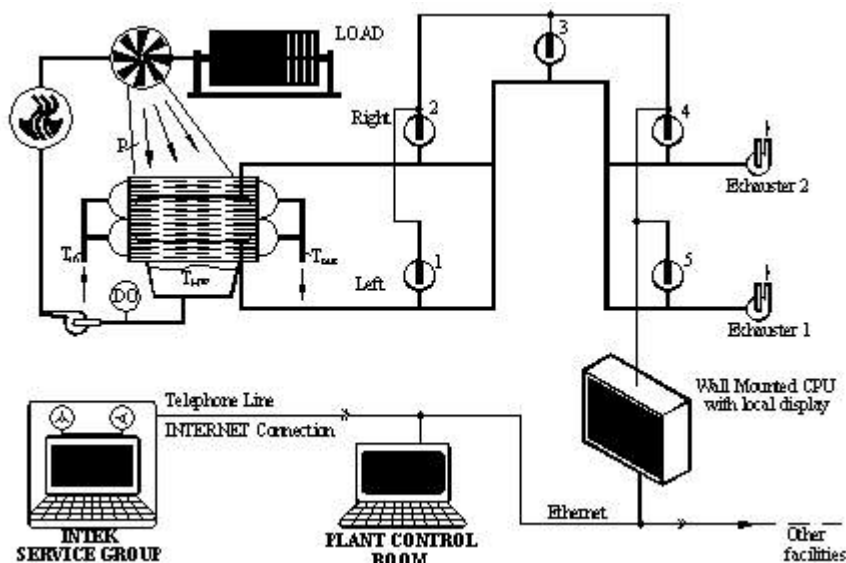 LOAD
3
2
4
Right
P
Exhauster 2
T
T
1
5
DO
Left
Exhauster 1
Wall Mounted CPU
with local display
Telephone Line
INTERNET Connection
Ethernet
INTEK
SERVICE GROUP
PLANT CONTROL
ROOM
Other
facilities